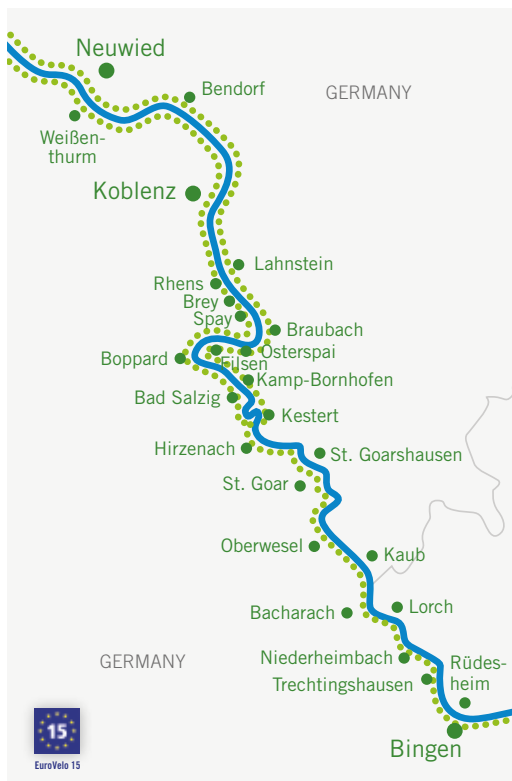 Neuwied
Bendorf
GERMANY
Weißen-
thurm
Koblenz
Lahnstein
Rhens
Brey
Spay
Braubach
Osterspai
Filsen
Boppard
Kamp-Bornhofen
Bad Salzig
Kestert
Hirzenach
St. Goarshausen
St. Goar
Oberwesel
Kaub
Lorch
Bacharach
Niederheimbach
GERMANY
Rüdes-
heim
Trechtingshausen
15
Bingen
EuroVelo 15